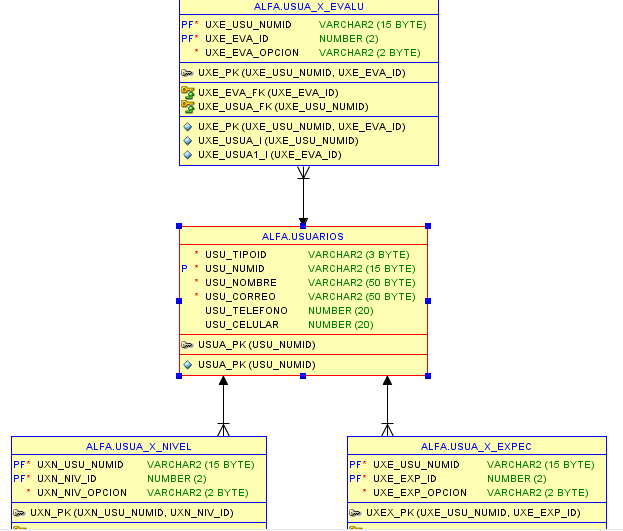 ALFA.USUA_X_EVALU
PF* UXE_USU_NUMID VARCHAR2 (15 BYTE)
PF* UXE_EVA_ID NUMBER (2)
* UXE_EVA_OPCION VARCHAR2 (2 BYTE)
UXE_PK (UXE_USU_NUMID, UXE_EVA_ID)
UXE_EVA_FK (UXE_EVA_ID)
UXE_USUA_FK (UXE_USU_NUMID)
UXE_PK (UXE_USU_NUMID, UXE_EVA_ID)
UXE_USUA_I (UXE_USU_NUMID)
UXE_USUA1_I (UXE_EVA_ID)
ALFA.USUARIOS
* USU_TIPOID VARCHAR2 (3 BYTE)
P * USU_NUMID VARCHAR2 (15 BYTE)
* USU_NOMBRE VARCHAR2 (50 BYTE)
* USU_CORREO VARCHAR2 (50 BYTE)
USU_TELEFONO NUMBER (20)
USU_CELULAR NUMBER (20)
USUA_PK (USU_NUMID)
USUA_PK (USU_NUMID)
ALFA.USUA_X_NIVEL
PF* UXN_USU_NUMID VARCHAR2 (15 BYTE)
PF* UXN_NIV_ID NUMBER (2)
* UXN_NIV_OPCION VARCHAR2 (2 BYTE)
UXN_PK (UXN_USU_NUMID, UXN_NIV_ID)
ALFA.USUA_X_EXPEC
PF* UXE_USU_NUMID VARCHAR2 (15 BYTE)
PF* UXE_EXP_ID NUMBER (2)
* UXE_EXP_OPCION VARCHAR2 (2 BYTE)
UXEX_PK (UXE_USU_NUMID, UXE_EXP_ID)